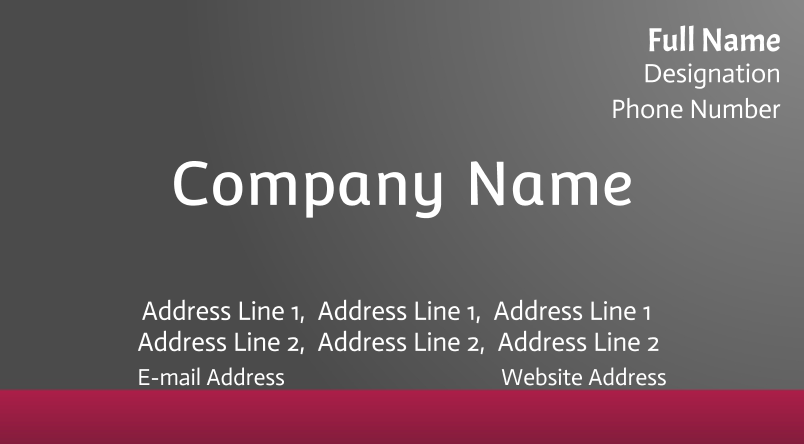 Full Name
Designation
Phone Number
Company Name
Address Line 1, Address Line 1, Address Line 1
Address Line 2, Address Line 2, Address Line 2
E-mail Address Website Address